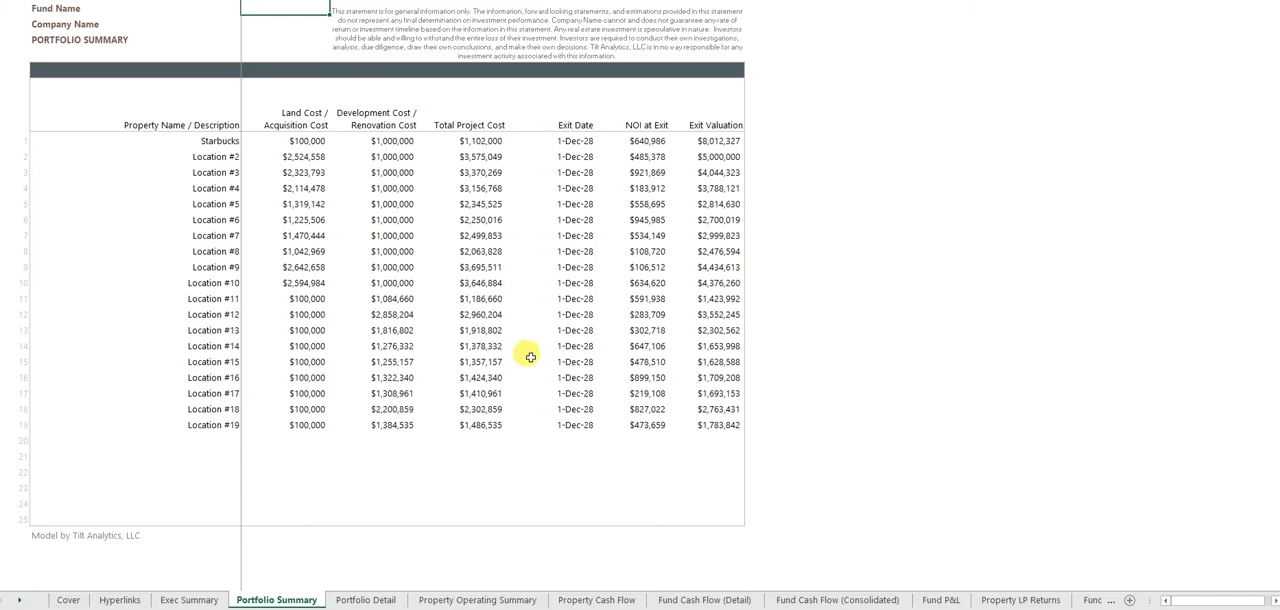 Fund Name
Company Name
PORTFOLIO SUMMARY
This statement is for general information only. The information, forward looking statements, and estimations provided in this statement
do not represent any final determination on investment performance. Company Name cannot and does not guarantee any rate of
return or investment timeline based on the information in this statement. Any real estate investment is speculative in nature. Investors
should be able and willing to withstand the entire loss of their investment. Investors are required to conduct their own investigations,
analysis, due diligence, draw their own conclusions, and make their own decisions. Tilt Analytics, LLC is in no way responsible for any
investment activity associated with this information.
Land Cost / Development Cost /
Property Name / Description Acquisition Cost Renovation Cost Total Project Cost Exit Date NOI at Exit Exit Valuation
1 Starbucks $100,000 $1,000,000 $1,102,000 1-Dec-28 $640,986 $8,012,327
2 Location #2 $2,524,558 $1,000,000 $3,575,049 1-Dec-28 $485,378 $5,000,000
3 Location #3 $2,323,793 $1,000,000 $3,370,269 1-Dec-28 $921,869 $4,044,323
4 Location #4 $2,114,478 $1,000,000 $3,156,768 1-Dec-28 $183,912 $3,788,121
5 Location #5 $1,319,142 $1,000,000 $2,345,525 1-Dec-28 $558,695 $2,814,630
6 Location #6 $1,225,506 $1,000,000 $2,250,016 1-Dec-28 $945,985 $2,700,019
7 Location #7 $1,470,444 $1,000,000 $2,499,853 1-Dec-28 $534,149 $2,999,823
8 Location #8 $1,042,969 $1,000,000 $2,063,828 1-Dec-28 $108,720 $2,476,594
9 Location #9 $2,642,658 $1,000,000 $3,695,511 1-Dec-28 $106,512 $4,434,613
10 Location #10 $2,594,984 $1,000,000 $3,646,884 1-Dec-28 $634,620 $4,376,260
11 Location #11 $100,000 $1,084,660 $1,186,660 1-Dec-28 $591,938 $1,423,992
12 Location #12 $100,000 $2,858,204 $2,960,204 1-Dec-28 $283,709 $3,552,245
13 Location #13 $100,000 $1,816,802 $1,918,802 1-Dec-28 $302,718 $2,302,562
14 Location #14 $100,000 $1,276,332 $1,378,332 1-Dec-28 $647,106 $1,653,998
15 Location #15 $100,000 $1,255,157 $1,357,157 1-Dec-28 $478,510 $1,628,588
16 Location #16 $100,000 $1,322,340 $1,424,340 1-Dec-28 $899,150 $1,709,208
17 Location #17 $100,000 $1,308,961 $1,410,961 1-Dec-28 $219,108 $1,693,153
18 Location #18 $100,000 $2,200,859 $2,302,859 1-Dec-28 $827,022 $2,763,431
19 Location #19 $100,000 $1,384,535 $1,486,535 1-Dec-28 $473,659 $1,783,842
20
21
22
23
24
25
Model by Tilt Analytics, LLC
Cover Hyperlinks Exec Summary Portfolio Summary Portfolio Detail Property Operating Summary Property Cash Flow Fund Cash Flow (Detail) Fund Cash Flow (Consolidated) Fund P&L Property LP Returns Func ...